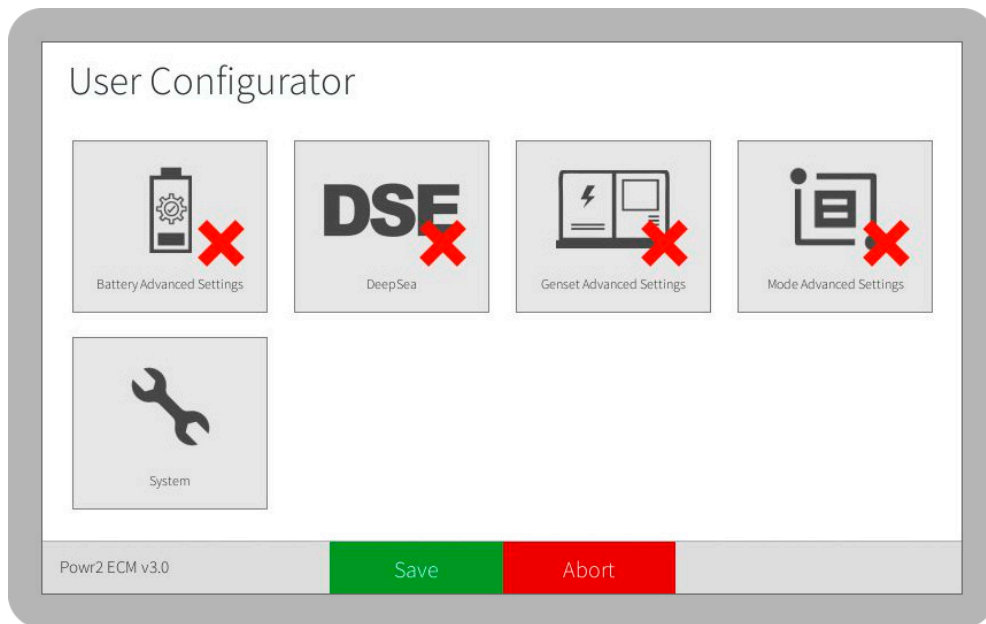 User Configurator
DSE
Battery Advanced Settings
DeepSea
Genset Advanced Settings
Mode Advanced Settings
System
Powr2 ECM v3.0
Save
Abort